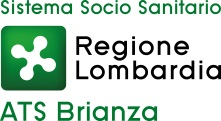 Sistema Socio Sanitario
Regione
Lombardia
ATS Brianza